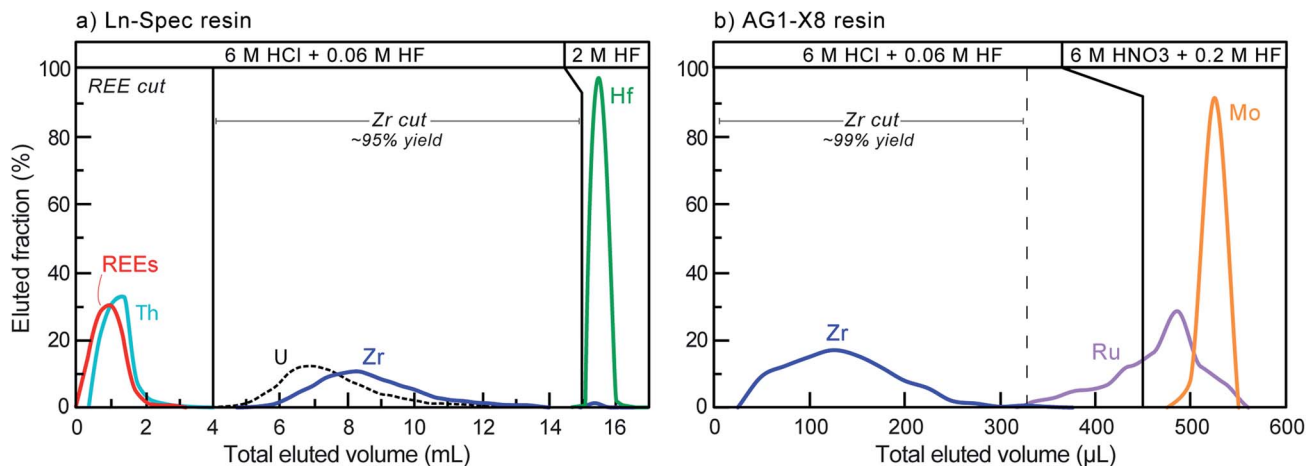 a) Ln-Spec resin
6 M HCl + 0.06 M HF
2 M HF
100
80
60
40
20
0
Eluted fraction (%)
REE cut
Zr cut
~95% yield
Hf
REEs
Th
U
Zr
0
2
4
6
8
10
12
14
16
Total eluted volume (mL)
b) AG1-X8 resin
6 M HCl + 0.06 M HF
6 M HNO3 + 0.2 M HF
100
80
60
40
20
0
Zr cut
~99% yield
Mo
Zr
Ru
0
100
200
300
400
500
600
Total eluted volume (µL)